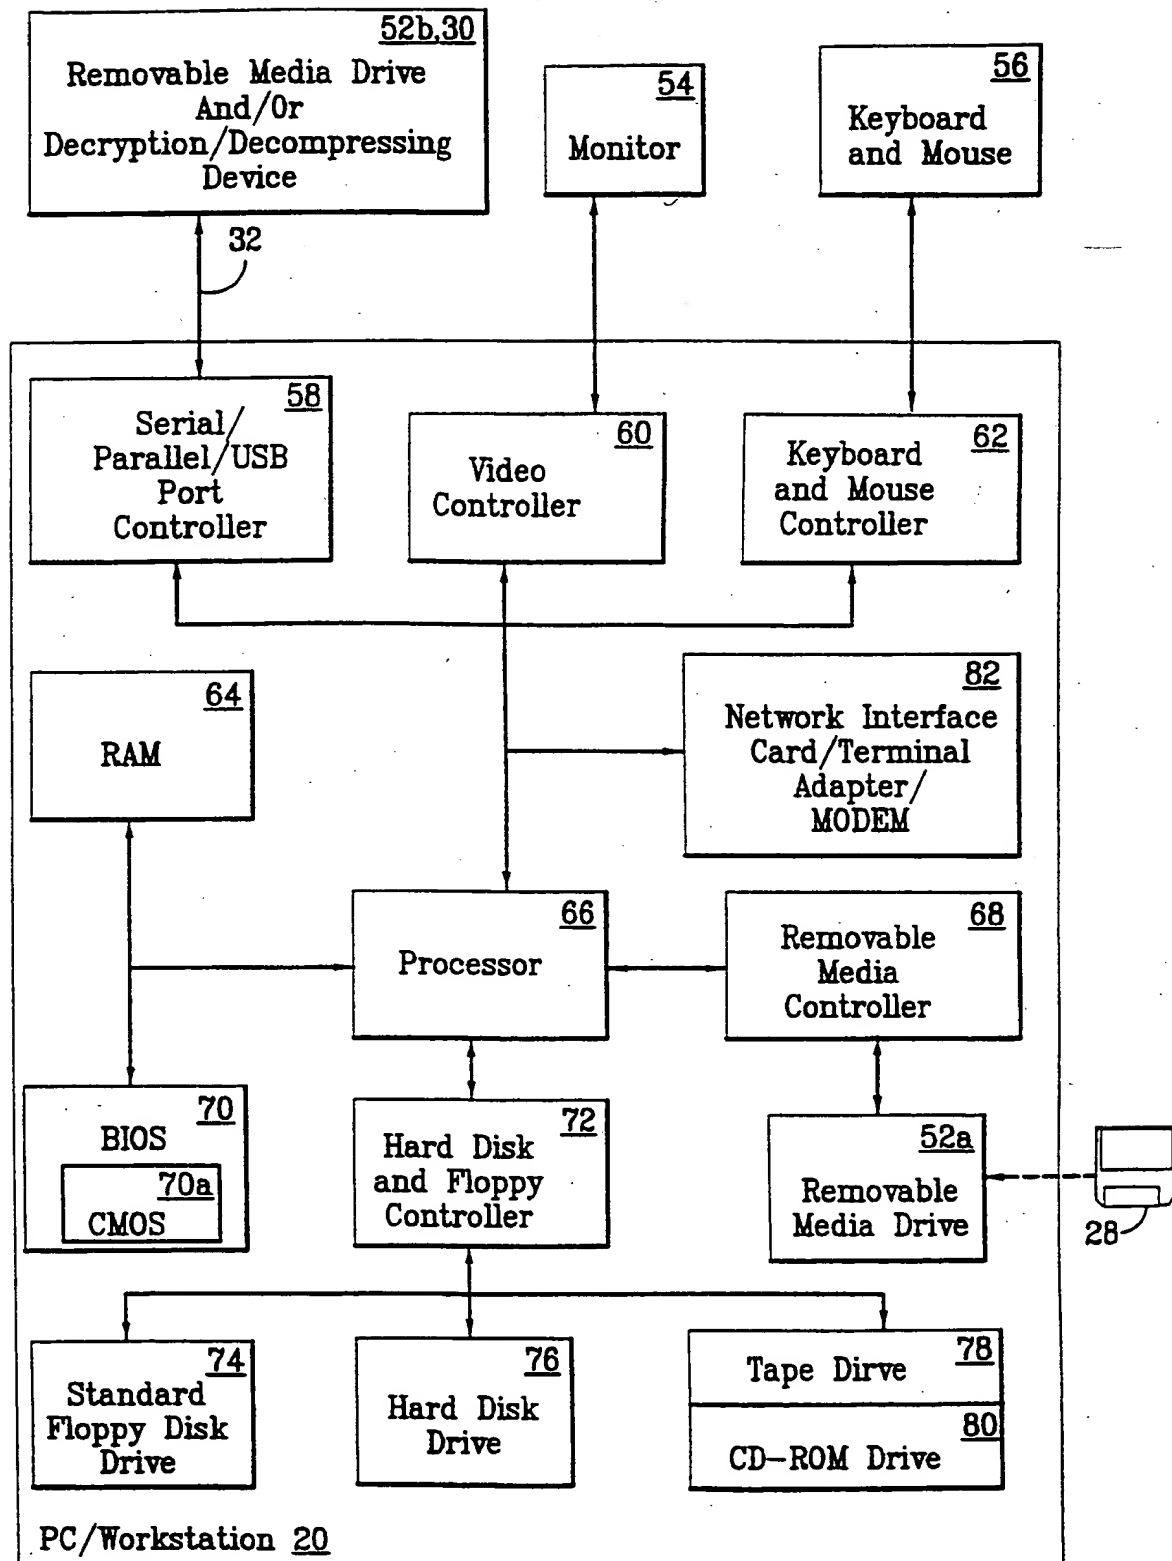 52b,30
Removable Media Drive
And/Or
Decryption/Decompressing
Device
54
Monitor
56
Keyboard
and Mouse
32
58
Serial/
Parallel/USB
Port
Controller
60
Video
Controller
62
Keyboard
and Mouse
Controller
64
RAM
82
Network Interface
Card/Terminal
Adapter/
MODEM
66
Processor
68
Removable
Media
Controller
70
BIOS
70a
CMOS
72
Hard Disk
and Floppy
Controller
52a
Removable
Media Drive
28
74
Standard
Floppy Disk
Drive
76
Hard Disk
Drive
78
Tape Dirve
80
CD-ROM Drive
PC/Workstation 20